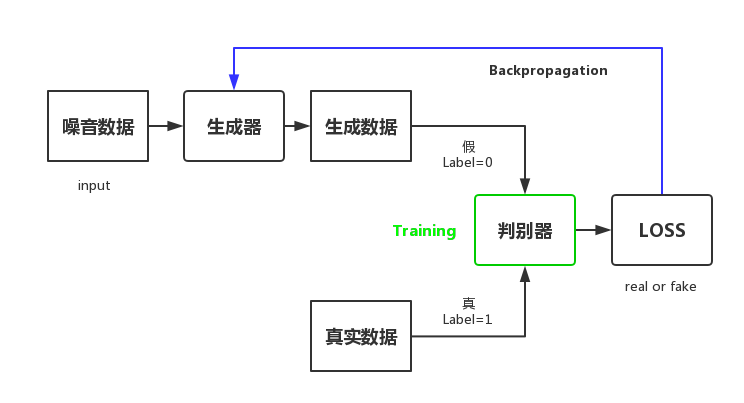 Backpropagation
噪音数据
生成器
生成数据
input
假
Label=0
Training
判别器
LOSS
real or fake
真
Label=1
真实数据